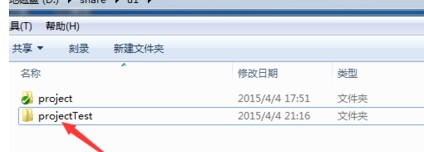 (D:) ▸ share ▸ u1 ▸
具(T) 帮助(H)
共享 刻录 新建文件夹
名称 修改日期 类型
project 2015/4/4 17:51 文件夹
projectTest 2015/4/4 21:16 文件夹